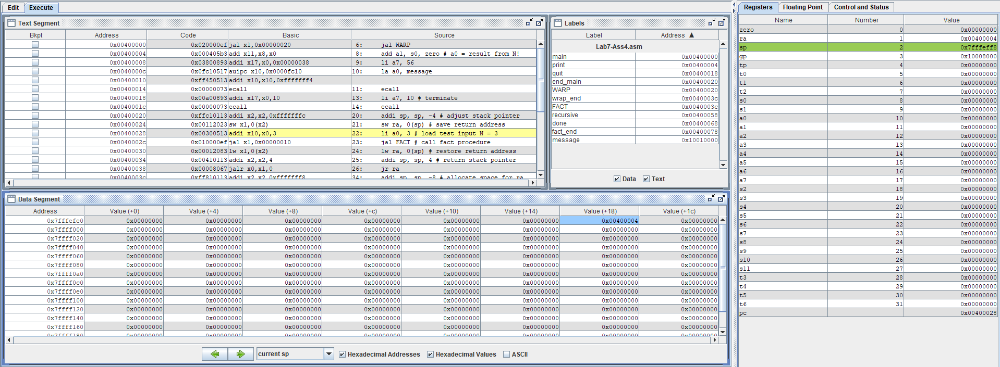 Edit Execute
Text Segment
Bkpt Address Code Basic Source
0x00400000 0x020000ef jal x1,0x00000020 6: jal WARP
0x00400004 0x000405b3 add x11,x8,x0 8: add a1, s0, zero # a0 = result from N!
0x00400008 0x03800893 addi x17,x0,0x00000038 9: li a7, 56
0x0040000c 0x0fc10517 auipc x10,0x0000fc10 10: la a0, message
0x00400010 0xff450513 addi x10,x10,0xfffffff4
0x00400014 0x00000073 ecall 11: ecall
0x00400018 0x00a00893 addi x17,x0,10 13: li a7, 10 # terminate
0x0040001c 0x00000073 ecall 14: ecall
0x00400020 0xffc10113 addi x2,x2,0xfffffffc 20: addi sp, sp, -4 # adjust stack pointer
0x00400024 0x00112023 sw x1,0(x2) 21: sw ra, 0(sp) # save return address
0x00400028 0x00300513 addi x10,x0,3 22: li a0, 3 # load test input N = 3
0x0040002c 0x010000ef jal x1,0x00000010 23: jal FACT # call fact procedure
0x00400030 0x00012083 lw x1,0(x2) 24: lw ra, 0(sp) # restore return address
0x00400034 0x00410113 addi x2,x2,4 25: addi sp, sp, 4 # return stack pointer
0x00400038 0x00008067 jalr x0,x1,0 26: jr ra
0x0040003c 0xff810113 addi x2,x2,0xfffffff8 34: addi sp, sp, -8 # allocate space for ra
Labels
Label Address ▲
Lab7-Ass4.asm
main 0x00400000
print 0x00400004
quit 0x00400018
end_main 0x00400020
WARP 0x00400020
wrap_end 0x0040003c
FACT 0x0040003c
recursive 0x00400058
done 0x00400068
fact_end 0x00400078
message 0x10010000
Data Text
Data Segment
Address Value (+0) Value (+4) Value (+8) Value (+c) Value (+10) Value (+14) Value (+18) Value (+1c)
0x7fffefe0 0x00000000 0x00000000 0x00000000 0x00000000 0x00000000 0x00000000 0x00400004 0x00000000
0x7ffff000 0x00000000 0x00000000 0x00000000 0x00000000 0x00000000 0x00000000 0x00000000 0x00000000
0x7ffff020 0x00000000 0x00000000 0x00000000 0x00000000 0x00000000 0x00000000 0x00000000 0x00000000
0x7ffff040 0x00000000 0x00000000 0x00000000 0x00000000 0x00000000 0x00000000 0x00000000 0x00000000
0x7ffff060 0x00000000 0x00000000 0x00000000 0x00000000 0x00000000 0x00000000 0x00000000 0x00000000
0x7ffff080 0x00000000 0x00000000 0x00000000 0x00000000 0x00000000 0x00000000 0x00000000 0x00000000
0x7ffff0a0 0x00000000 0x00000000 0x00000000 0x00000000 0x00000000 0x00000000 0x00000000 0x00000000
0x7ffff0c0 0x00000000 0x00000000 0x00000000 0x00000000 0x00000000 0x00000000 0x00000000 0x00000000
0x7ffff0e0 0x00000000 0x00000000 0x00000000 0x00000000 0x00000000 0x00000000 0x00000000 0x00000000
0x7ffff100 0x00000000 0x00000000 0x00000000 0x00000000 0x00000000 0x00000000 0x00000000 0x00000000
0x7ffff120 0x00000000 0x00000000 0x00000000 0x00000000 0x00000000 0x00000000 0x00000000 0x00000000
0x7ffff140 0x00000000 0x00000000 0x00000000 0x00000000 0x00000000 0x00000000 0x00000000 0x00000000
0x7ffff160 0x00000000 0x00000000 0x00000000 0x00000000 0x00000000 0x00000000 0x00000000 0x00000000
0x7ffff180 0x00000000 0x00000000 0x00000000 0x00000000 0x00000000 0x00000000 0x00000000 0x00000000
current sp Hexadecimal Addresses Hexadecimal Values ASCII
Registers Floating Point Control and Status
Name Number Value
zero 0 0x00000000
ra 1 0x00400004
sp 2 0x7fffeff8
gp 3 0x10008000
tp 4 0x00000000
t0 5 0x00000000
t1 6 0x00000000
t2 7 0x00000000
s0 8 0x00000000
s1 9 0x00000000
a0 10 0x00000000
a1 11 0x00000000
a2 12 0x00000000
a3 13 0x00000000
a4 14 0x00000000
a5 15 0x00000000
a6 16 0x00000000
a7 17 0x00000000
s2 18 0x00000000
s3 19 0x00000000
s4 20 0x00000000
s5 21 0x00000000
s6 22 0x00000000
s7 23 0x00000000
s8 24 0x00000000
s9 25 0x00000000
s10 26 0x00000000
s11 27 0x00000000
t3 28 0x00000000
t4 29 0x00000000
t5 30 0x00000000
t6 31 0x00000000
pc 0x00400028